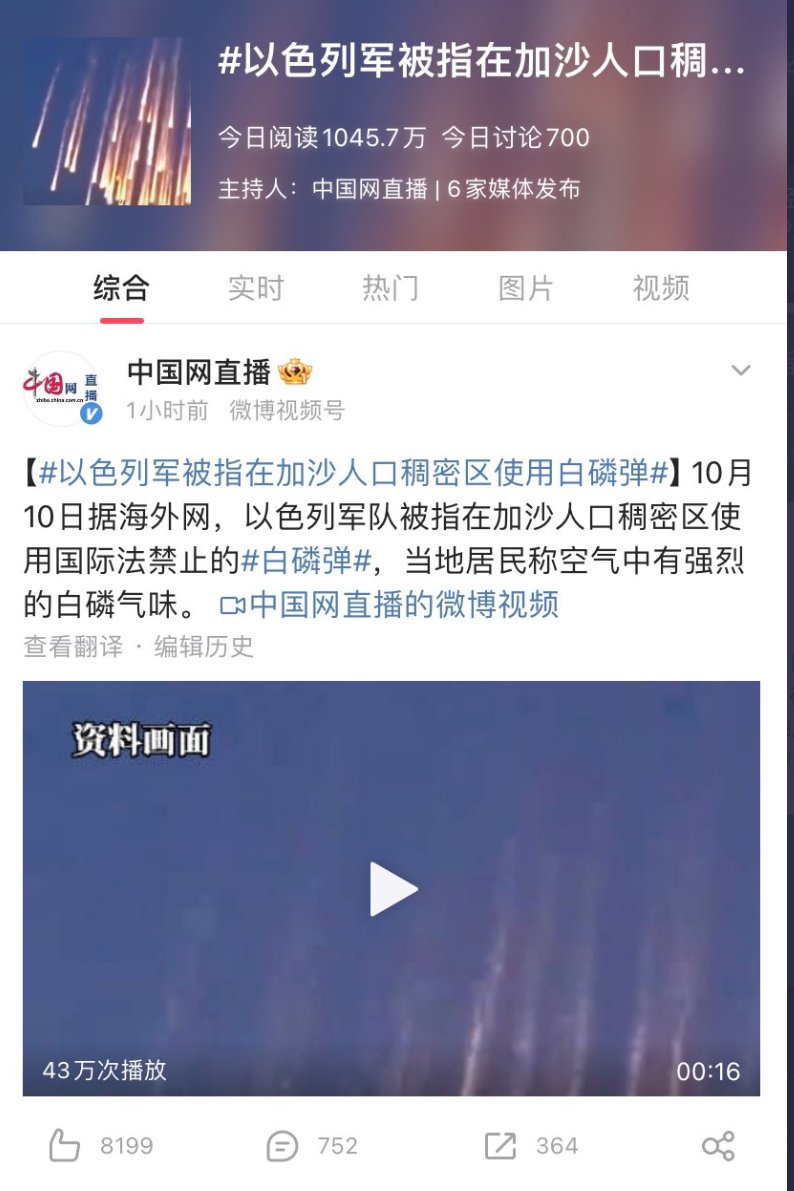 #以色列军被指在加沙人口稠...
今日阅读1045.7万 今日讨论700
主持人：中国网直播 | 6家媒体发布
综合 实时 热门 图片 视频
中国网直播
zhibo.china.com.cn
中国网直播
1小时前 微博视频号
【#以色列军被指在加沙人口稠密区使用白磷弹#】10月
10日据海外网，以色列军队被指在加沙人口稠密区使
用国际法禁止的#白磷弹#，当地居民称空气中有强烈
的白磷气味。 中国网直播的微博视频
查看翻译 · 编辑历史
资料画面
43万次播放 00:16
8199 752 364